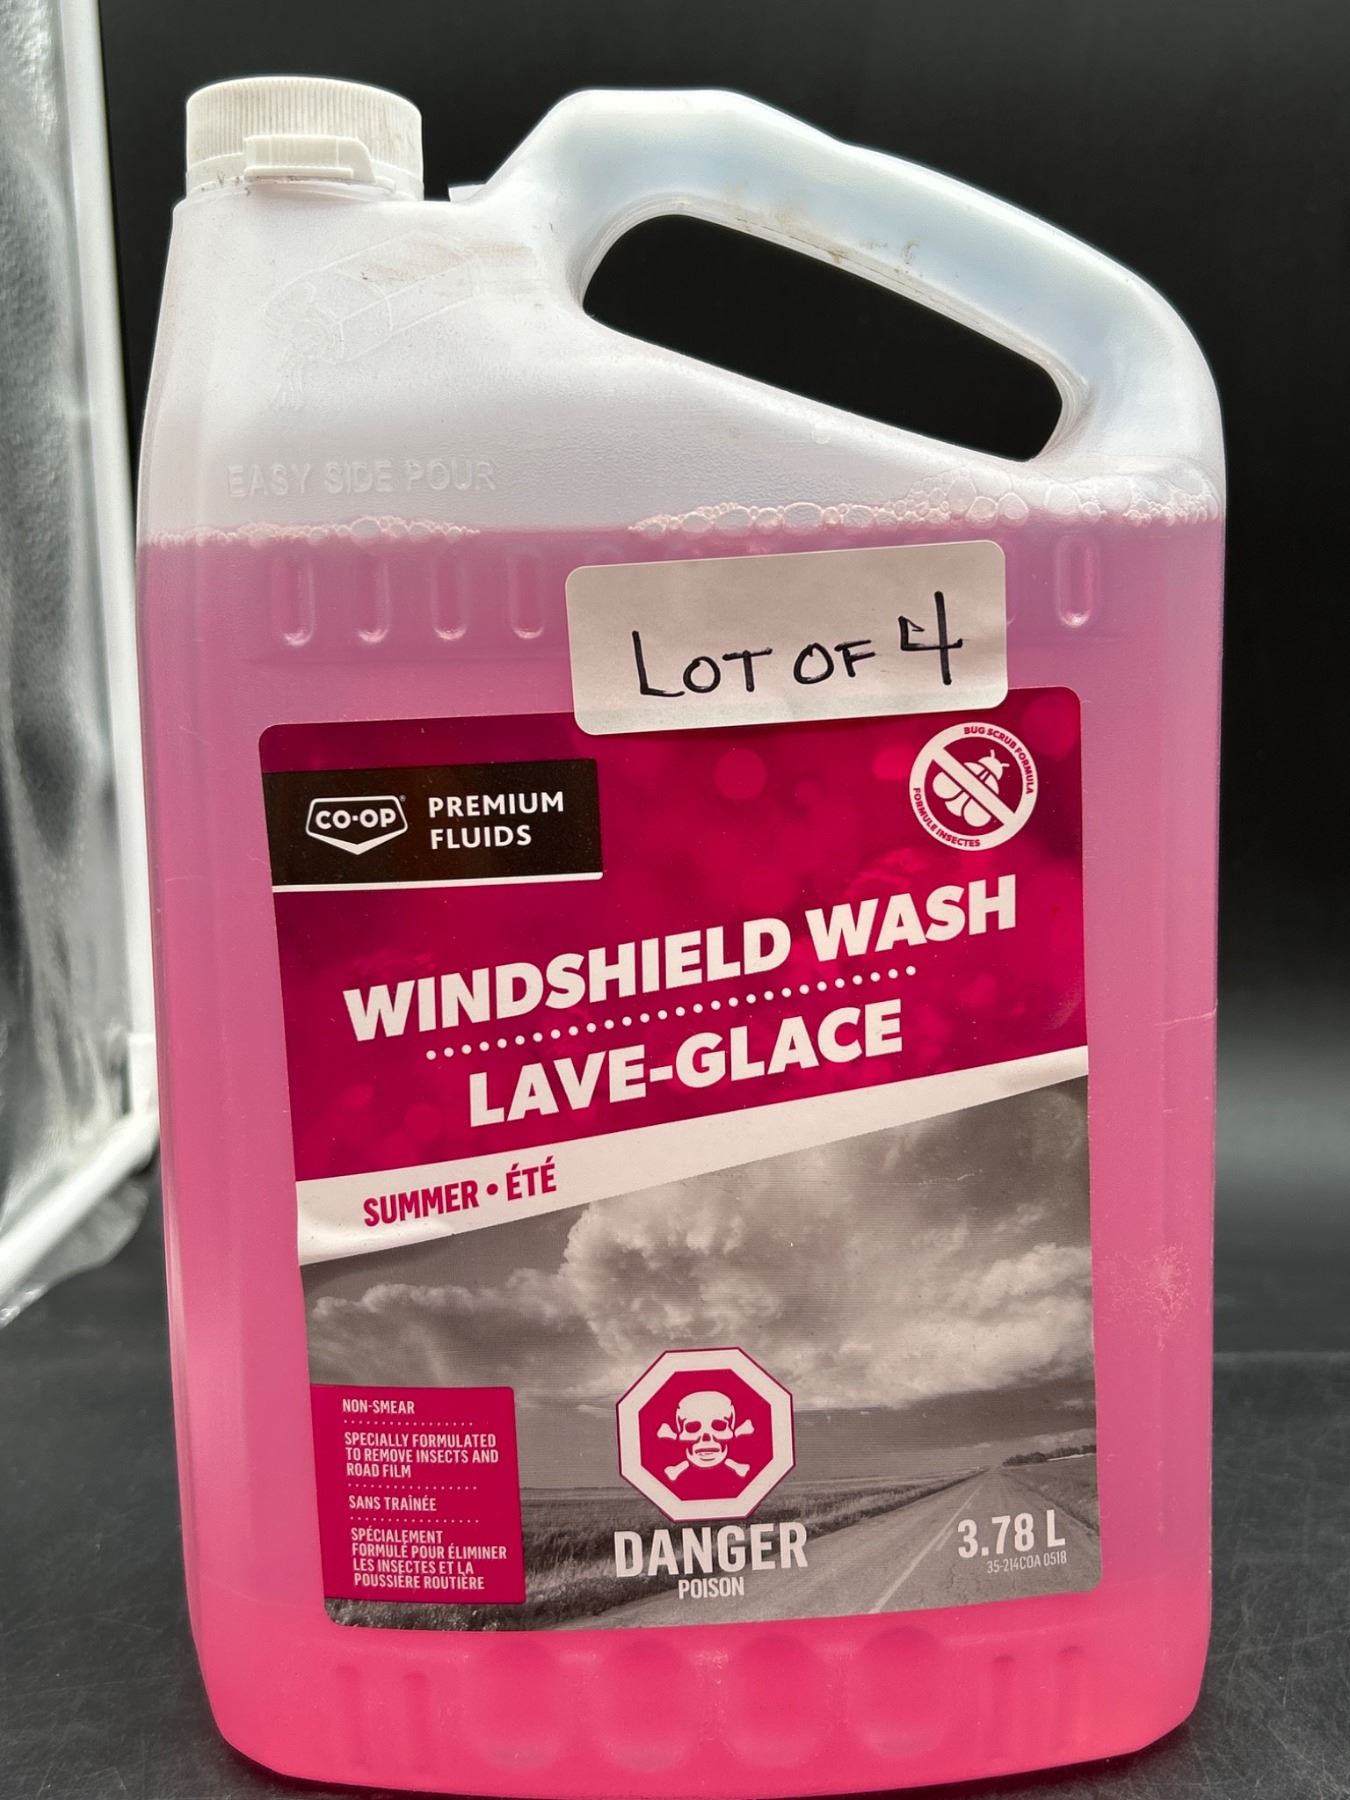 EASY SIDE POUR
LOT OF 4
CO-OP®
PREMIUM
FLUIDS
BUG SCRUB FORMULA
FORMULE INSECTES
WINDSHIELD WASH
LAVE-GLACE
SUMMER • ÉTÉ
NON-SMEAR
SPECIALLY FORMULATED
TO REMOVE INSECTS AND
ROAD FILM
SANS TRAÎNÉE
SPÉCIALEMENT
FORMULÉ POUR ÉLIMINER
LES INSECTES ET LA
POUSSIÈRE ROUTIÈRE
DANGER
POISON
3.78 L
35-214COA 0518